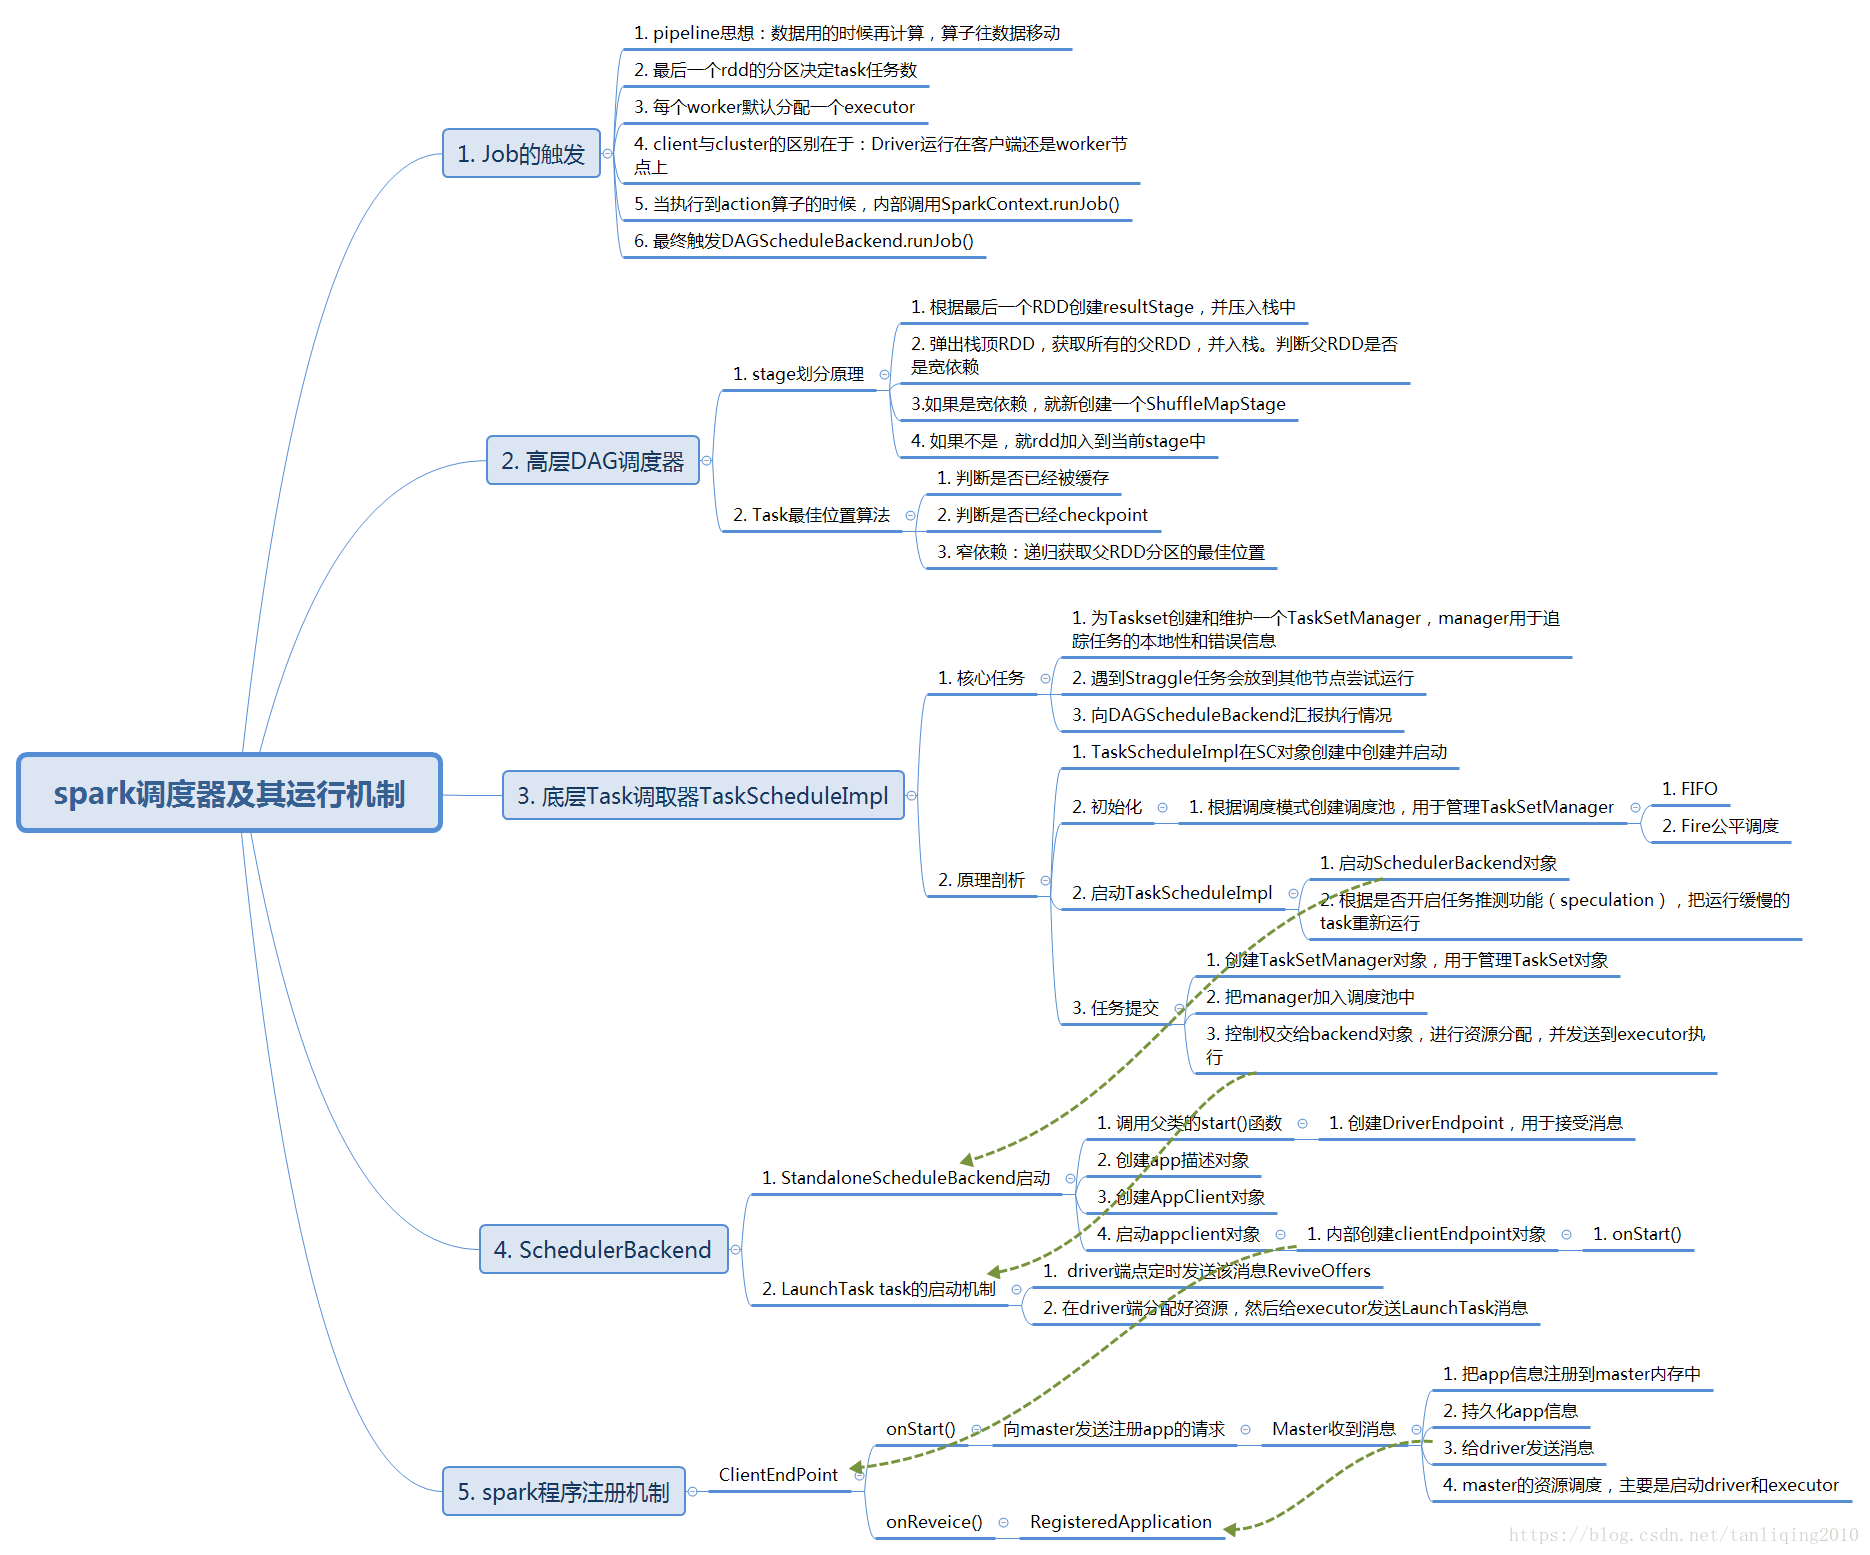 spark调度器及其运行机制
1. Job的触发
1. pipeline思想：数据用的时候再计算，算子往数据移动
2. 最后一个rdd的分区决定task任务数
3. 每个worker默认分配一个executor
4. client与cluster的区别在于：Driver运行在客户端还是worker节
点上
5. 当执行到action算子的时候，内部调用SparkContext.runJob()
6. 最终触发DAGScheduleBackend.runJob()
2. 高层DAG调度器
1. stage划分原理
1. 根据最后一个RDD创建resultStage，并压入栈中
2. 弹出栈顶RDD，获取所有的父RDD，并入栈。判断父RDD是否
是宽依赖
3.如果是宽依赖，就新创建一个ShuffleMapStage
4. 如果不是，就rdd加入到当前stage中
2. Task最佳位置算法
1. 判断是否已经被缓存
2. 判断是否已经checkpoint
3. 窄依赖：递归获取父RDD分区的最佳位置
3. 底层Task调取器TaskScheduleImpl
1. 核心任务
1. 为Taskset创建和维护一个TaskSetManager，manager用于追
踪任务的本地性和错误信息
2. 遇到Straggle任务会放到其他节点尝试运行
3. 向DAGScheduleBackend汇报执行情况
2. 原理剖析
1. TaskScheduleImpl在SC对象创建中创建并启动
2. 初始化
1. 根据调度模式创建调度池，用于管理TaskSetManager
1. FIFO
2. Fire公平调度
2. 启动TaskScheduleImpl
1. 启动SchedulerBackend对象
2. 根据是否开启任务推测功能（speculation），把运行缓慢的
task重新运行
3. 任务提交
1. 创建TaskSetManager对象，用于管理TaskSet对象
2. 把manager加入调度池中
3. 控制权交给backend对象，进行资源分配，并发送到executor执
行
4. SchedulerBackend
1. StandaloneScheduleBackend启动
1. 调用父类的start()函数
1. 创建DriverEndpoint，用于接受消息
2. 创建app描述对象
3. 创建AppClient对象
4. 启动appclient对象
1. 内部创建clientEndpoint对象
1. onStart()
2. LaunchTask task的启动机制
1. driver端点定时发送该消息ReviveOffers
2. 在driver端分配好资源，然后给executor发送LaunchTask消息
5. spark程序注册机制
ClientEndPoint
onStart()
向master发送注册app的请求
Master收到消息
1. 把app信息注册到master内存中
2. 持久化app信息
3. 给driver发送消息
4. master的资源调度，主要是启动driver和executor
onReveice()
RegisteredApplication
https://blog.csdn.net/tanliqing2010